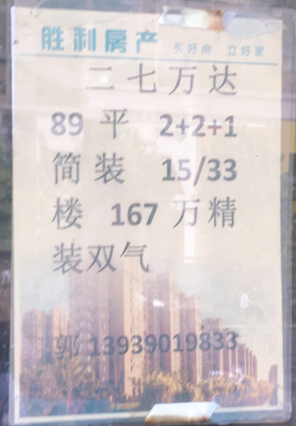 胜利房产 买好房 立好家
二七万达
89 平 2+2+1
简装 15/33
楼 167 万精
装双气
郭 13939019833